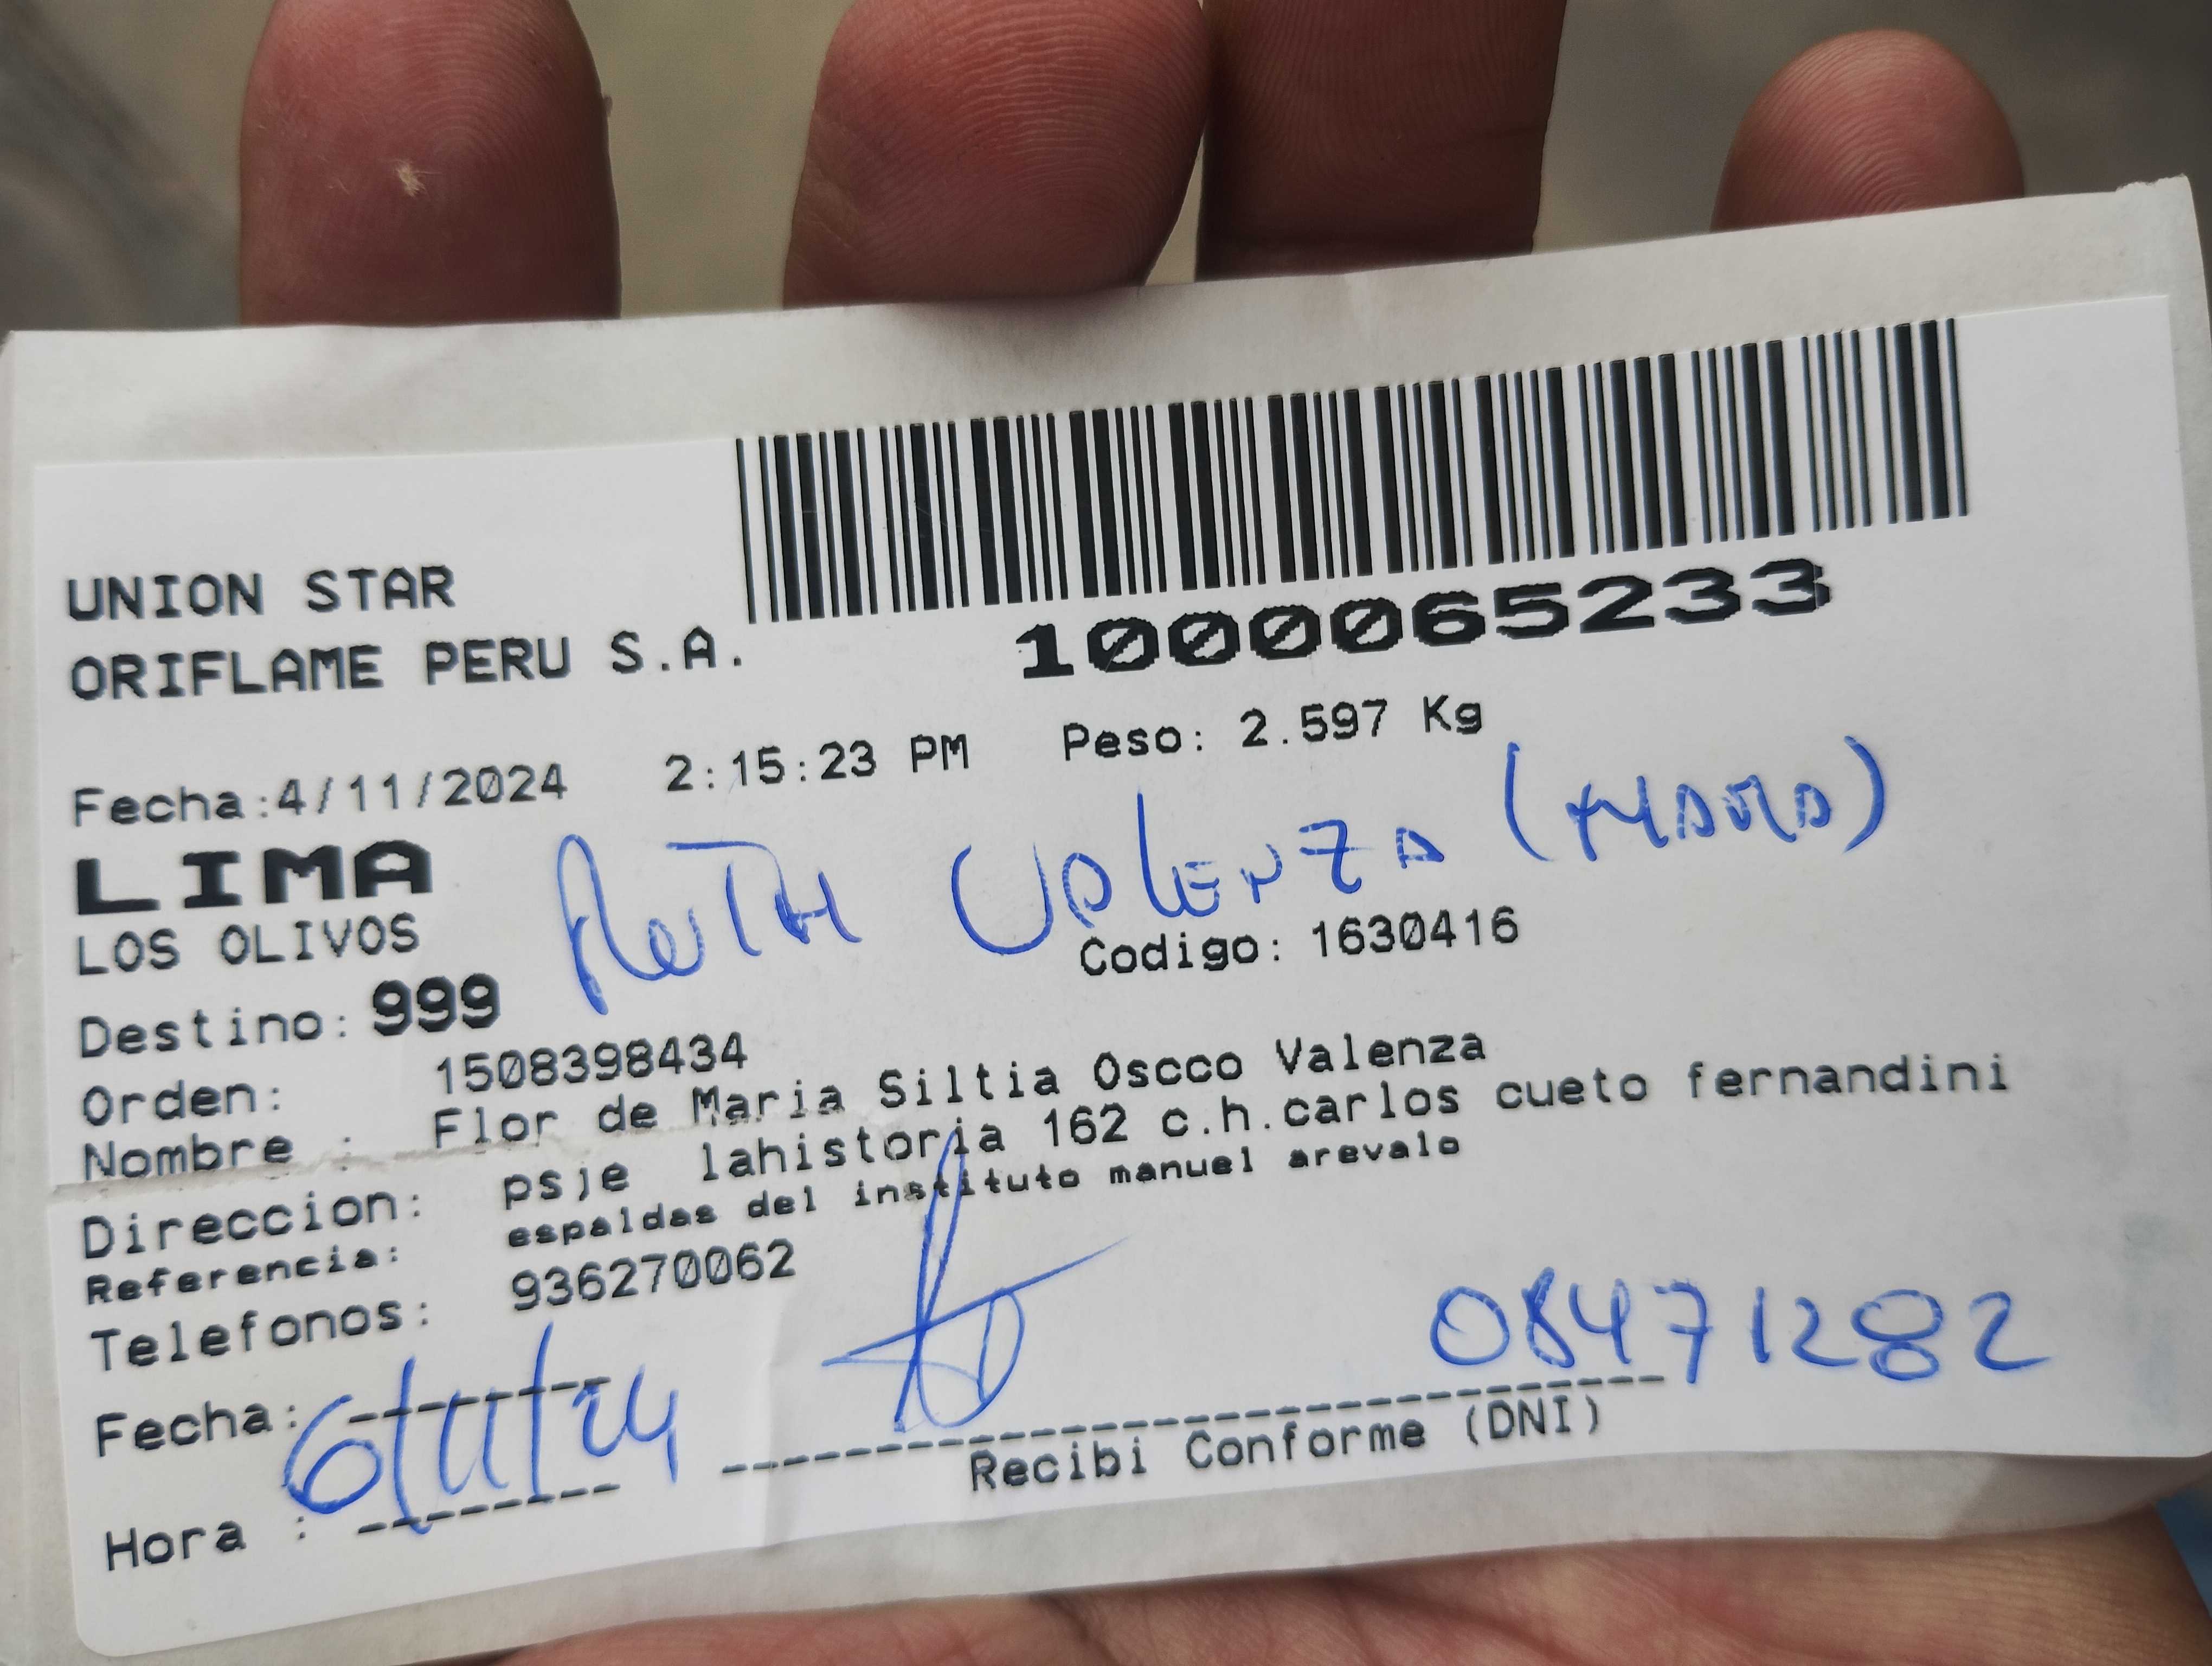 UNION STAR
ORIFLAME PERU S.A.
1000065233
Fecha:4/11/2024 2:15:23 PM Peso: 2.597 Kg
LIMA
RUTH VALENZA (MAMA)
LOS OLIVOS
Codigo: 1630416
Destino: 999
Orden: 1508398434
Nombre : Flor de Maria Siltia Oscco Valenza
Direccion: psje lahistoria 162 c.h.carlos cueto fernandini
Referencia: espaldas del instituto manuel arevalo
Telefonos: 936270062
Fecha: 6/11/24
08471282
Recibi Conforme (DNI)
Hora :